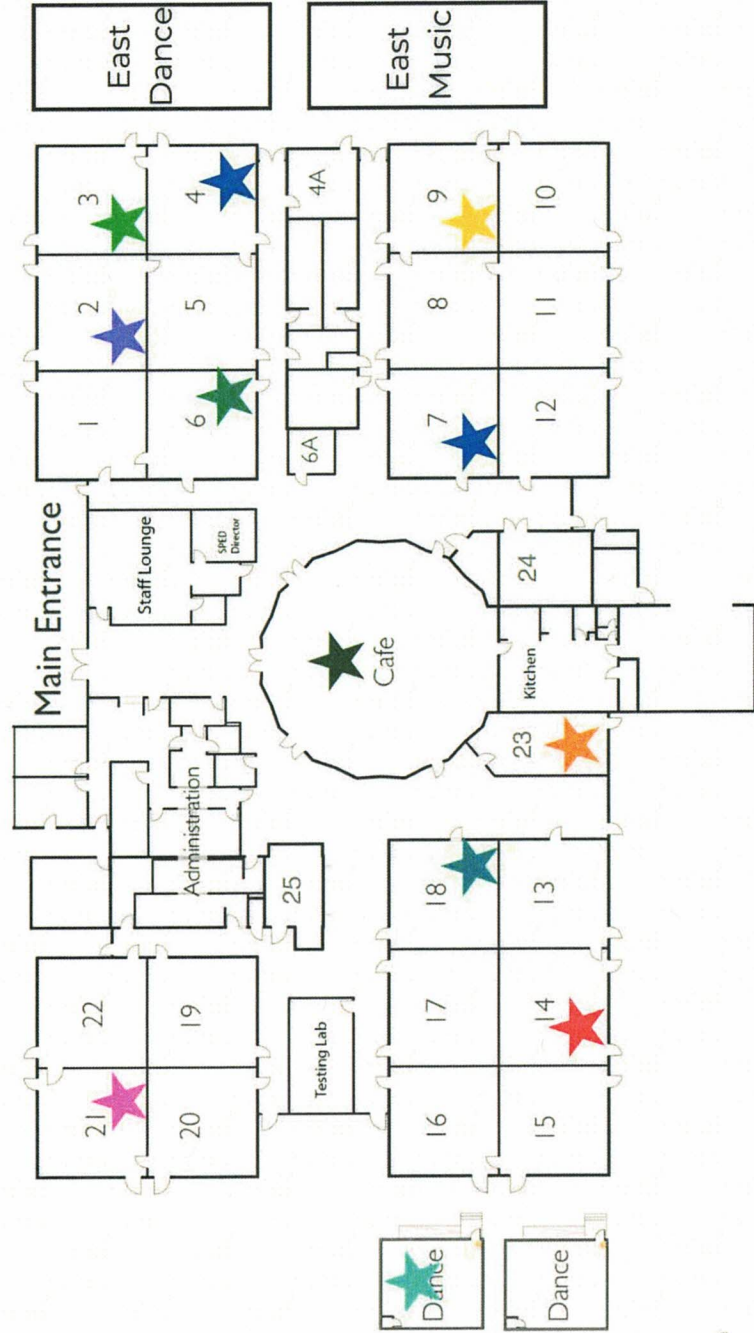 East
Dance
East
Music
3
4
4A
9
10
2
5
8
11
1
6
6A
7
12
Main Entrance
Staff Lounge
SPED
Director
24
Cafe
Kitchen
23
Administration
25
18
13
22
19
Testing Lab
17
14
21
20
16
15
Dance
Dance